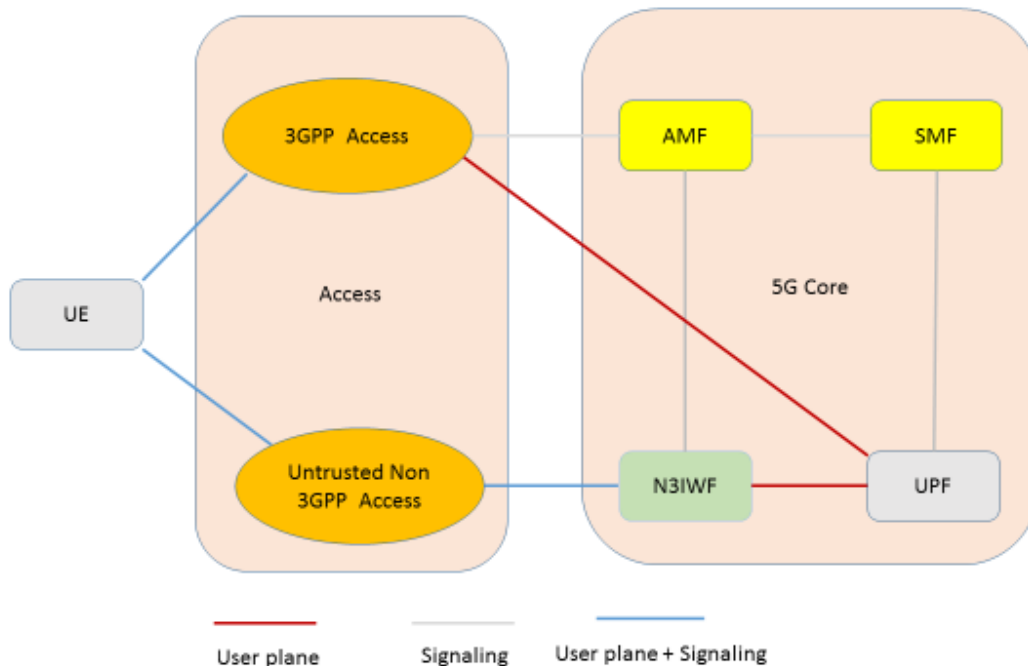 3GPP Access
AMF
SMF
UE
Access
5G Core
Untrusted Non
3GPP Access
N3IWF
UPF
User plane
Signaling
User plane + Signaling